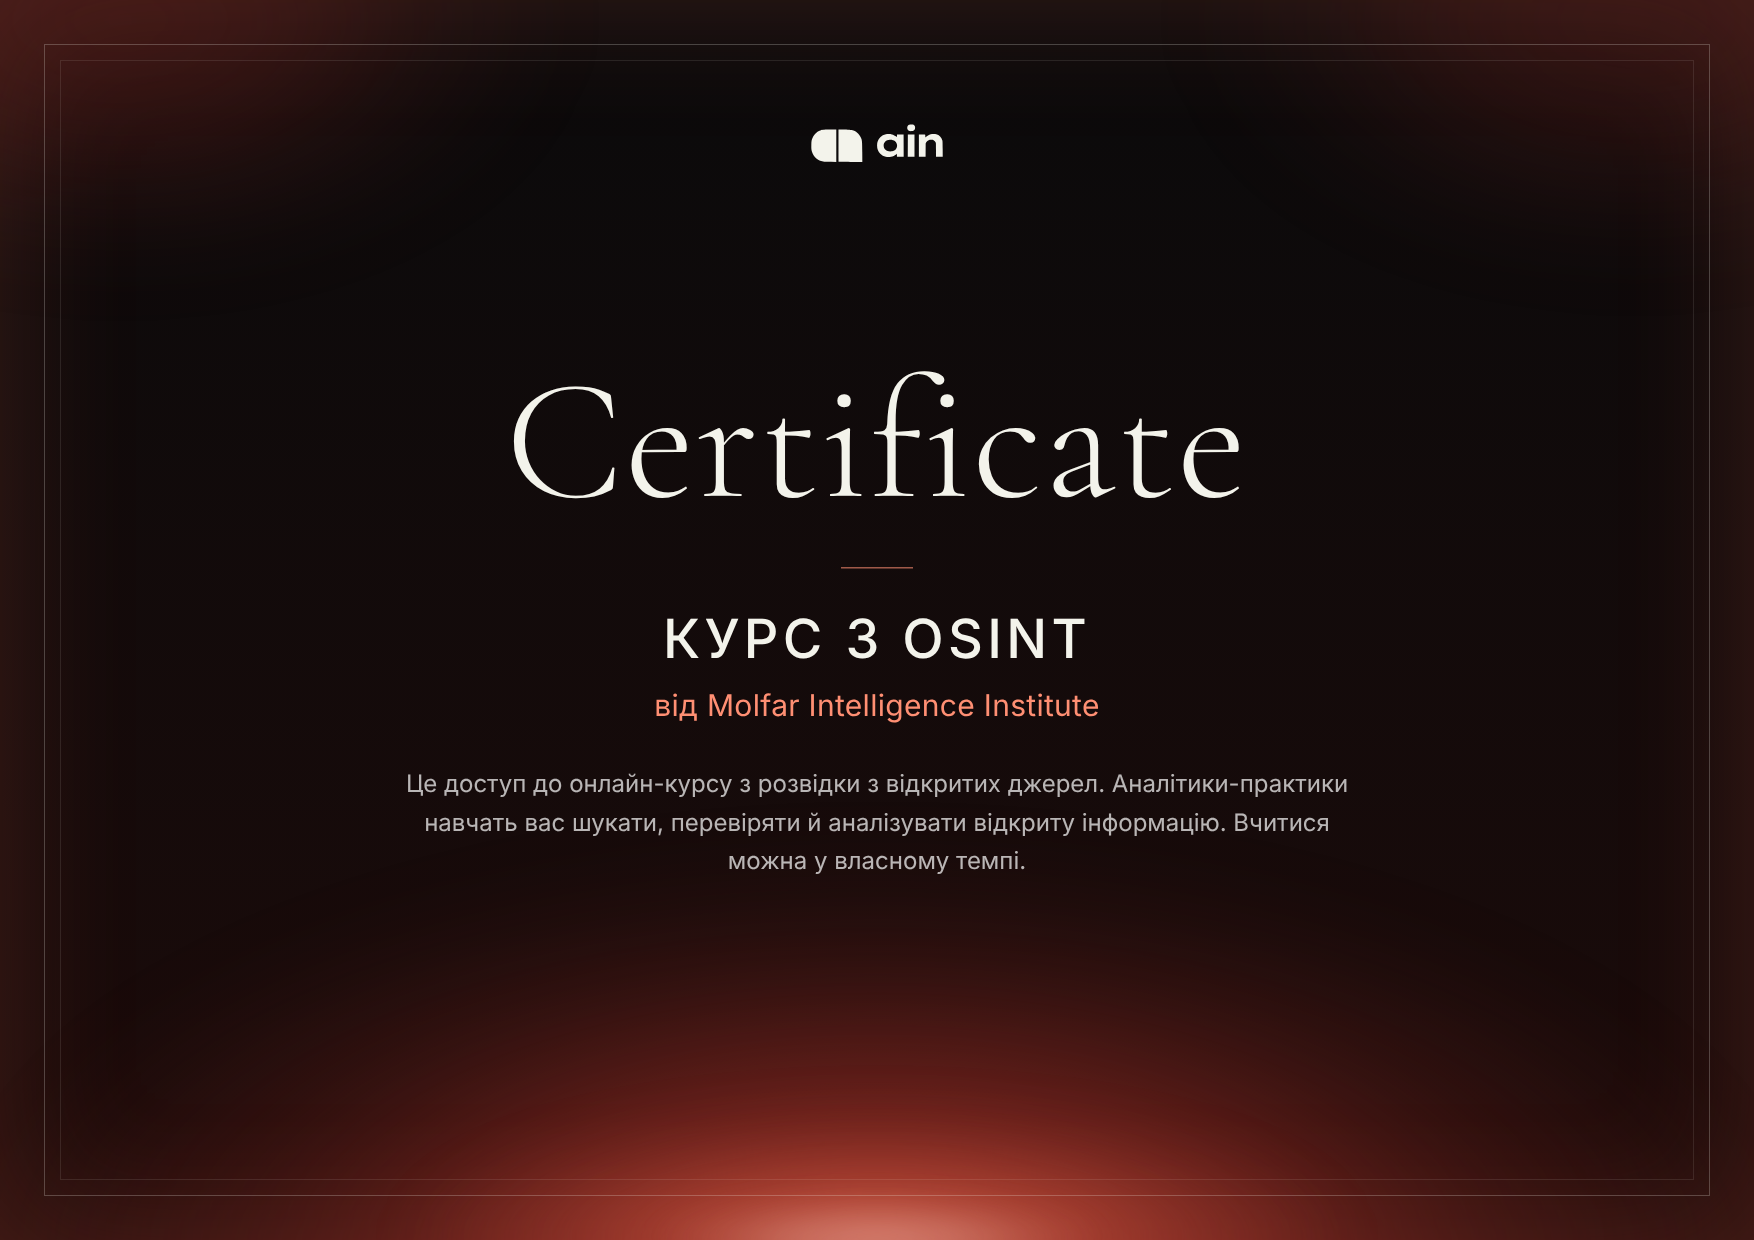 ain
Certificate
КУРС З OSINT
від Molfar Intelligence Institute
Це доступ до онлайн-курсу з розвідки з відкритих джерел. Аналітики-практики
навчать вас шукати, перевіряти й аналізувати відкриту інформацію. Вчитися
можна у власному темпі.